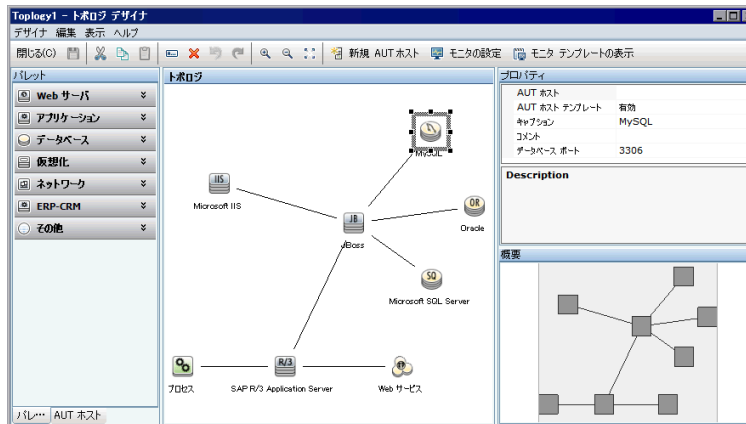 Toplogy1 - トポロジ デザイナ
デザイナ 編集 表示 ヘルプ
閉じる(C) 新規 AUT ホスト モニタの設定 モニタ テンプレートの表示
パレット
Web サーバ
アプリケーション
データベース
仮想化
ネットワーク
ERP-CRM
その他
パレ… AUT ホスト
トポロジ
MySQL
IIS
Microsoft IIS
JB
JBoss
OR
Oracle
SQ
Microsoft SQL Server
プロセス
R/3
SAP R/3 Application Server
Web サービス
プロパティ
AUT ホスト
AUT ホスト テンプレート 有効
キャプション MySQL
コメント
データベース ポート 3306
Description
概要